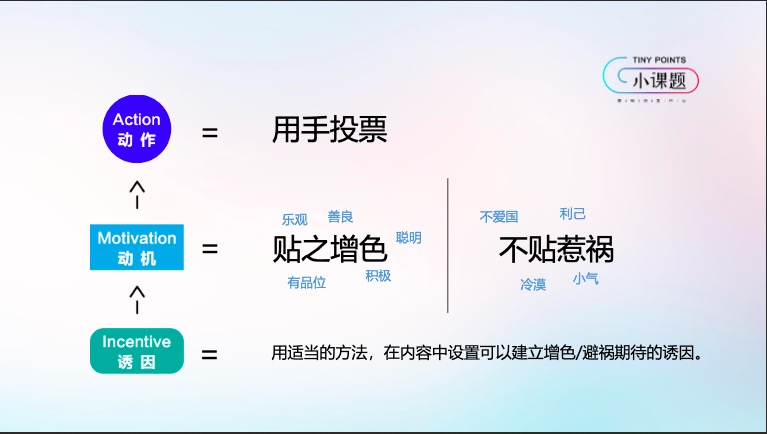 TINY POINTS
小课题
Action
动 作
=
用手投票
Motivation
动 机
=
乐观
善良
聪明
贴之增色
有品位
积极
不爱国
利己
不贴惹祸
冷漠
小气
Incentive
诱 因
=
用适当的方法，在内容中设置可以建立增色/避祸期待的诱因。